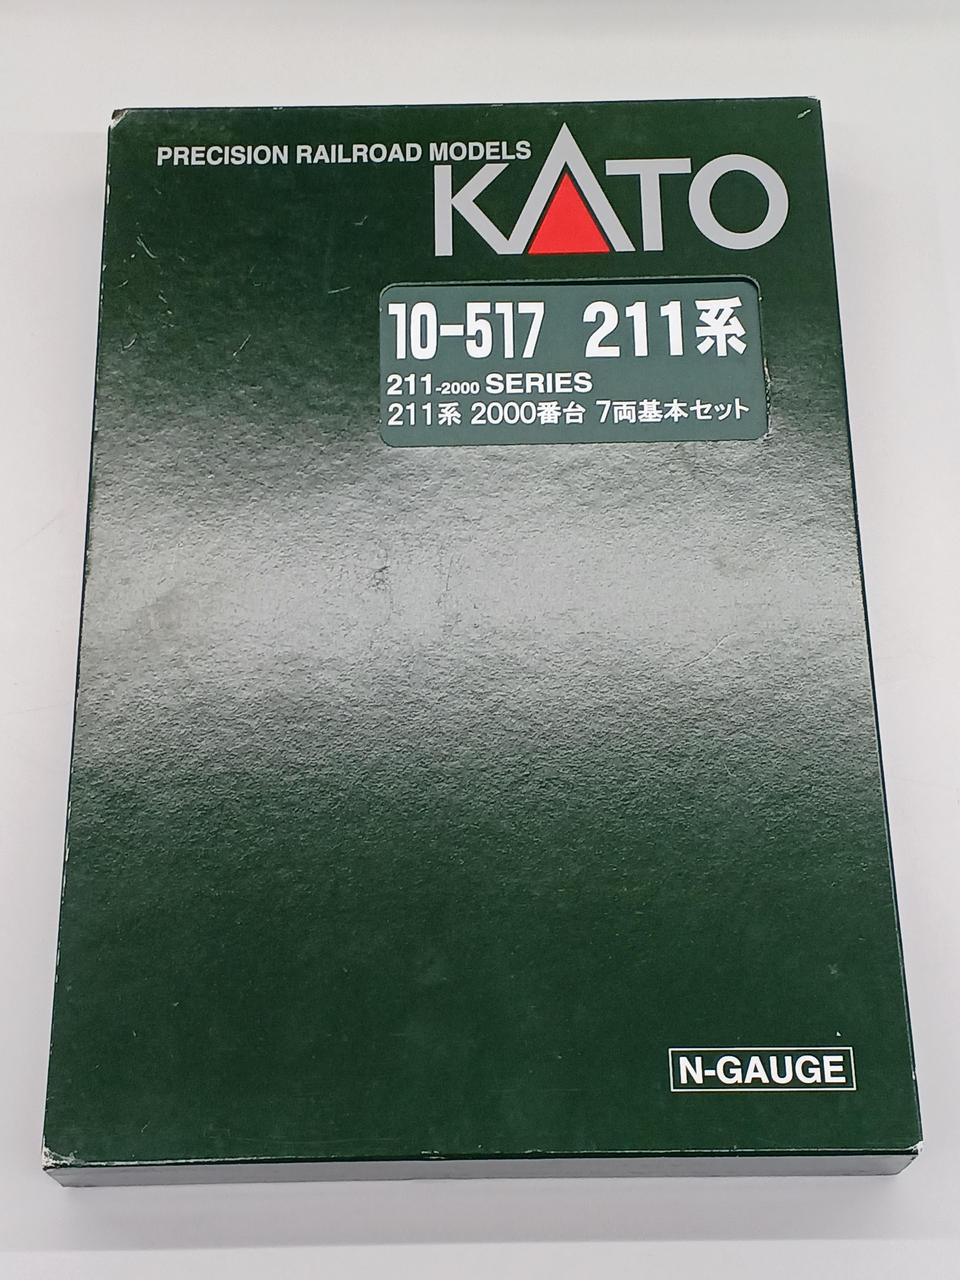 PRECISION RAILROAD MODELS
KATO
10-517 211系
211-2000 SERIES
211系 2000番台 7両基本セット
N-GAUGE